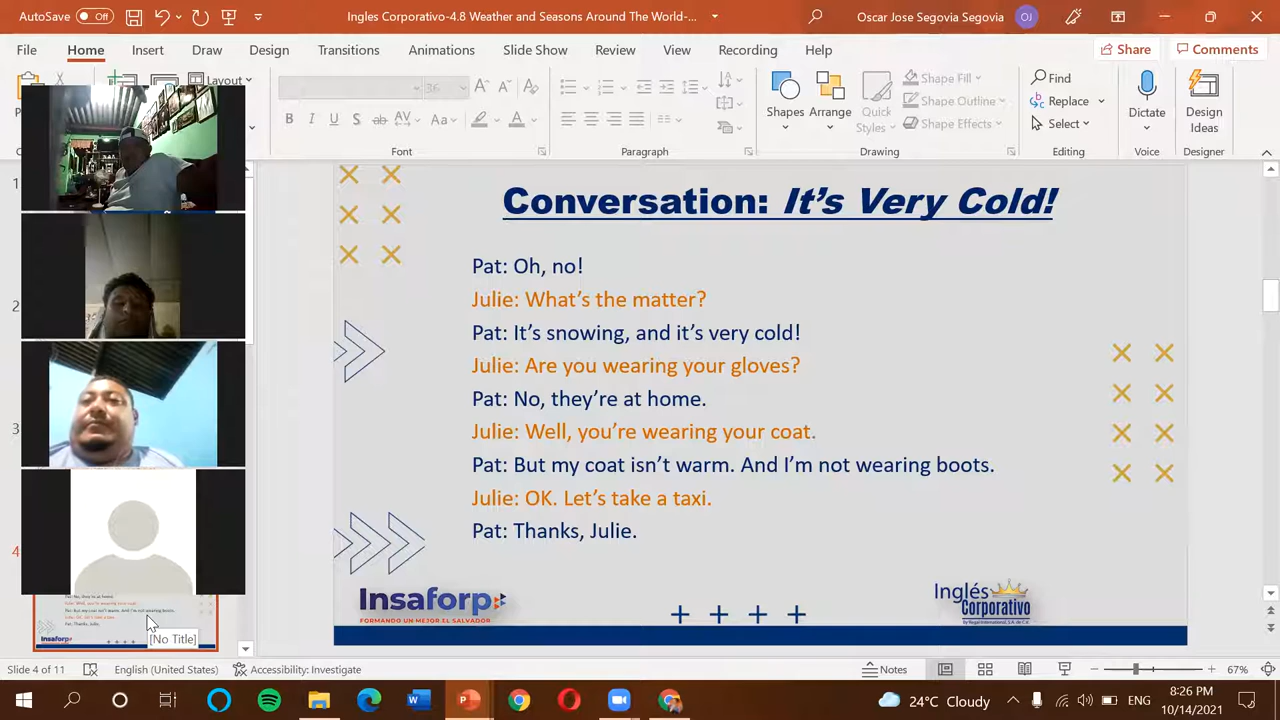 AutoSave Off Ingles Corporativo-4.8 Weather and Seasons Around The World-... Oscar Jose Segovia Segovia OJ
File Home Insert Draw Design Transitions Animations Slide Show Review View Recording Help Share Comments
Layout
Shapes
Arrange
Quick
Styles
Shape Fill
Shape Outline
Shape Effects
Find
Replace
Select
Dictate
Design
Ideas
Font Paragraph Drawing Editing Voice Designer
1
2
3
4
Conversation: It's Very Cold!
Pat: Oh, no!
Julie: What's the matter?
Pat: It's snowing, and it's very cold!
Julie: Are you wearing your gloves?
Pat: No, they're at home.
Julie: Well, you're wearing your coat.
Pat: But my coat isn't warm. And I'm not wearing boots.
Julie: OK. Let's take a taxi.
Pat: Thanks, Julie.
Insaforp
FORMANDO UN MEJOR EL SALVADOR
Inglés
Corporativo
[No Title]
Slide 4 of 11 English (United States) Accessibility: Investigate Notes 67%
24°C Cloudy ENG 8:26 PM
10/14/2021